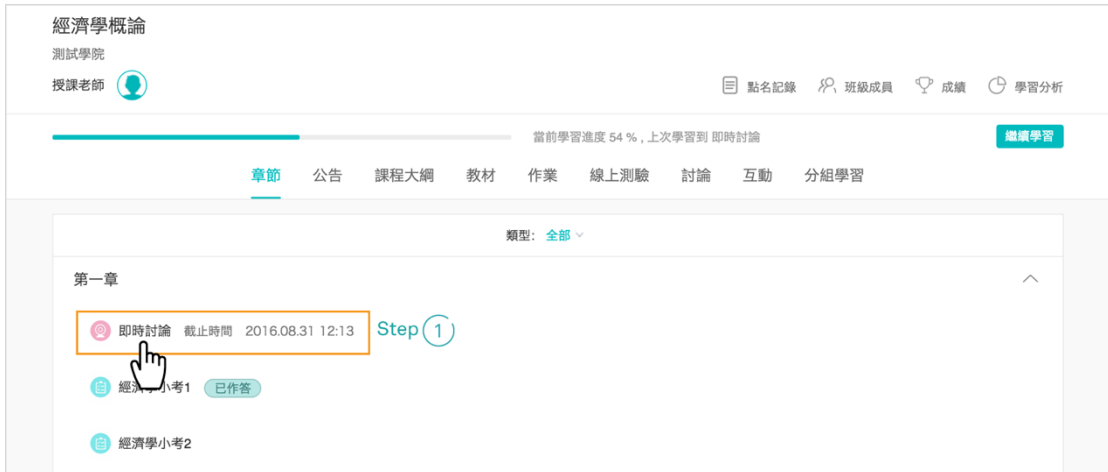 經濟學概論
測試學院
授課老師
點名記錄 班級成員 成績 學習分析
當前學習進度 54 % , 上次學習到 即時討論 繼續學習
章節 公告 課程大綱 教材 作業 線上測驗 討論 互動 分組學習
類型: 全部
第一章
即時討論 截止時間 2016.08.31 12:13 Step 1
經濟學小考1 已作答
經濟學小考2